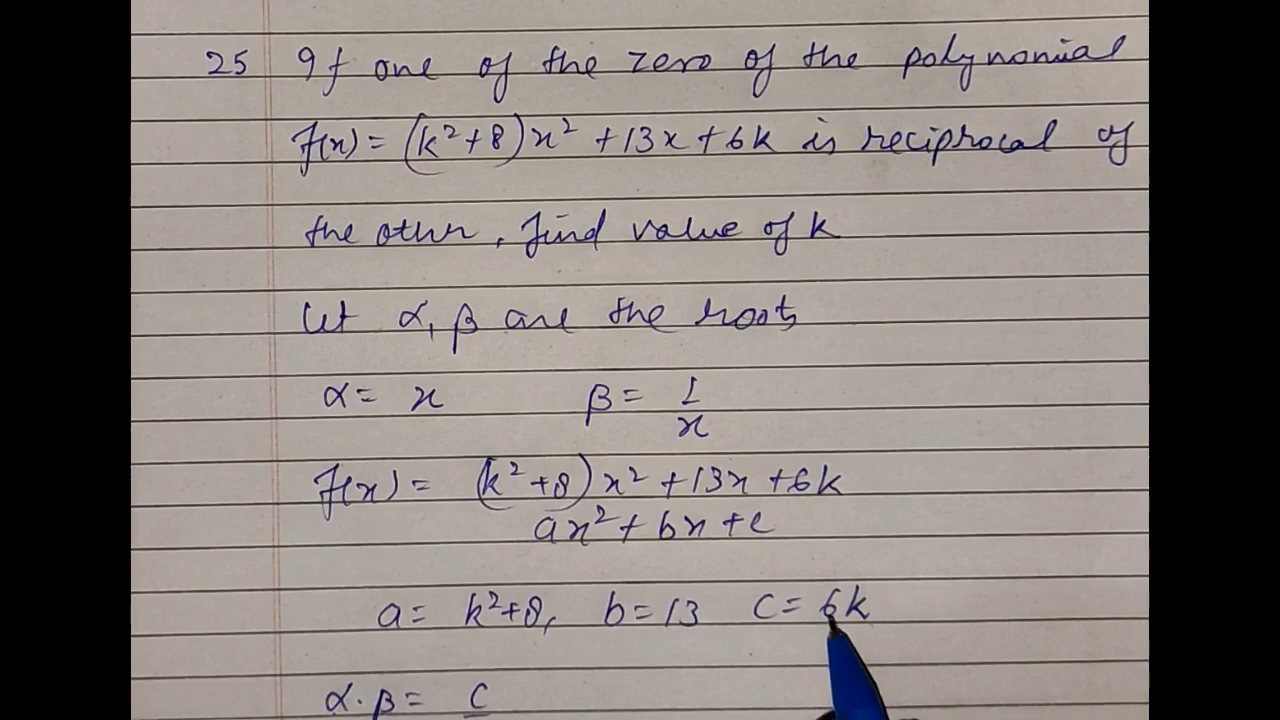 25 If one of the zero of the polynomial
f(x) = (k²+8)x² +13x+6k is reciprocal of
the other, find value of k
let α, β are the roots
α = x β = 1/x
f(x) = (k²+8)x²+13x+6k
ax²+bx+c
a = k²+8, b=13 c=6k
α·β = c